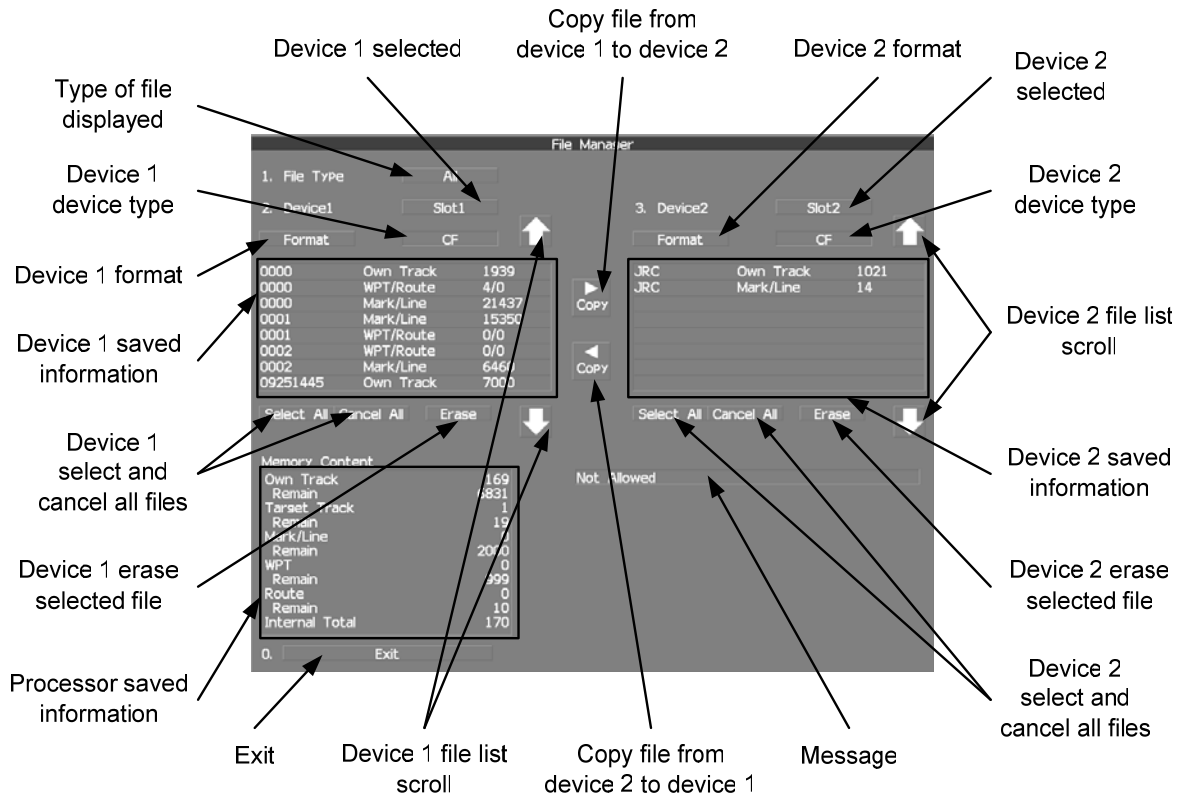 Copy file from
device 1 to device 2
Device 1 selected
Device 2 format
Device 2
selected
Type of file
displayed
Device 1
device type
Device 2
device type
Device 1 format
Device 1 saved
information
Device 2 file list
scroll
Device 1
select and
cancel all files
Device 2 saved
information
Device 1 erase
selected file
Device 2 erase
selected file
Processor saved
information
Device 2
select and
cancel all files
Exit
Device 1 file list
scroll
Copy file from
device 2 to device 1
Message
File Manager
1. File Type All
2. Device1 Slot1
Format CF
0000 Own Track 1939
0000 WPT/Route 4/0
0000 Mark/Line 21437
0001 Mark/Line 15350
0001 WPT/Route 0/0
0002 WPT/Route 0/0
0002 Mark/Line 6460
09251445 Own Track 7000
Select All Cancel All Erase
Copy
Copy
3. Device2 Slot2
Format CF
JRC Own Track 1021
JRC Mark/Line 14
Select All Cancel All Erase
Not Allowed
Memory Content
Own Track 169
Remain 6831
Target Track 1
Remain 19
Mark/Line 0
Remain 2000
WPT 0
Remain 999
Route 0
Remain 10
Internal Total 170
0. Exit